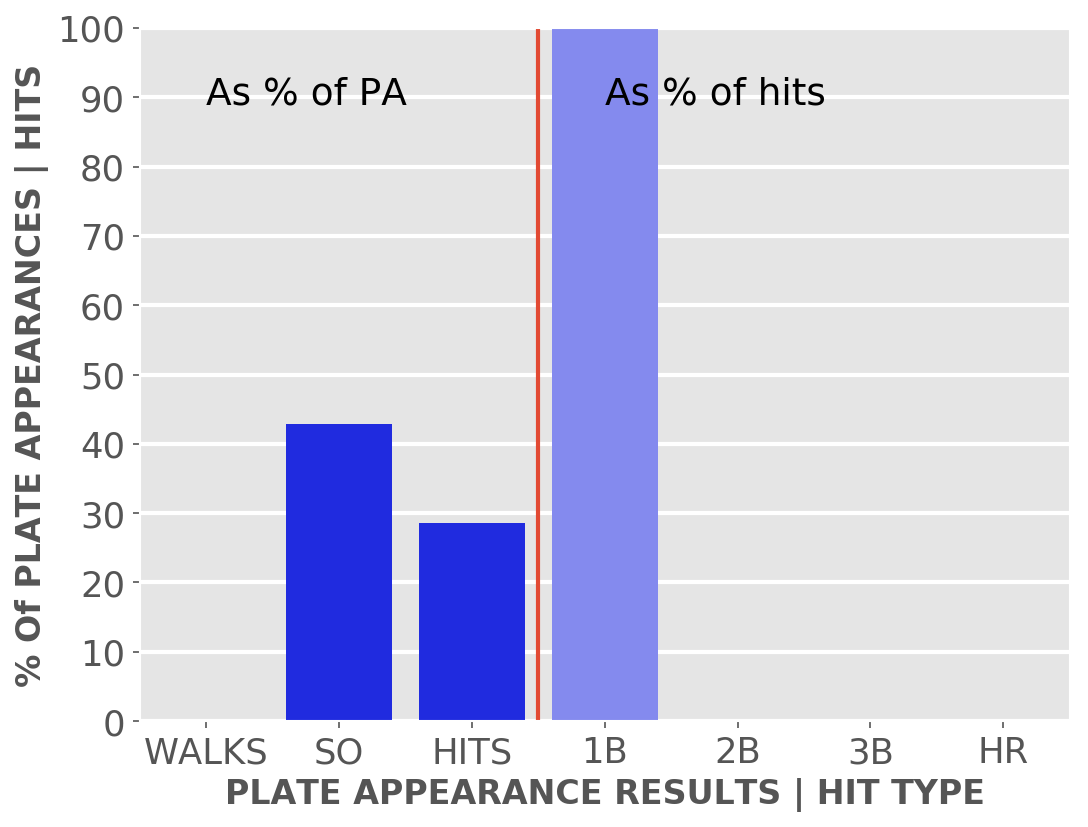 100
90
80
70
60
50
40
30
20
10
0
% Of PLATE APPEARANCES | HITS
As % of PA
As % of hits
WALKS SO HITS 1B 2B 3B HR
PLATE APPEARANCE RESULTS | HIT TYPE